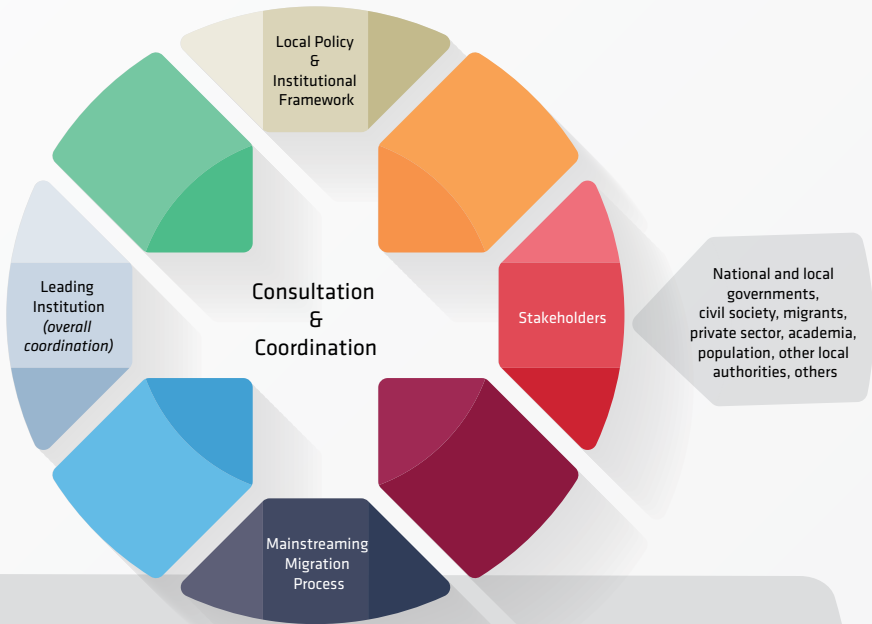 Local Policy
&
Institutional
Framework
Leading
Institution
(overall
coordination)
Consultation
&
Coordination
Stakeholders
National and local
governments,
civil society, migrants,
private sector, academia,
population, other local
authorities, others
Mainstreaming
Migration
Process